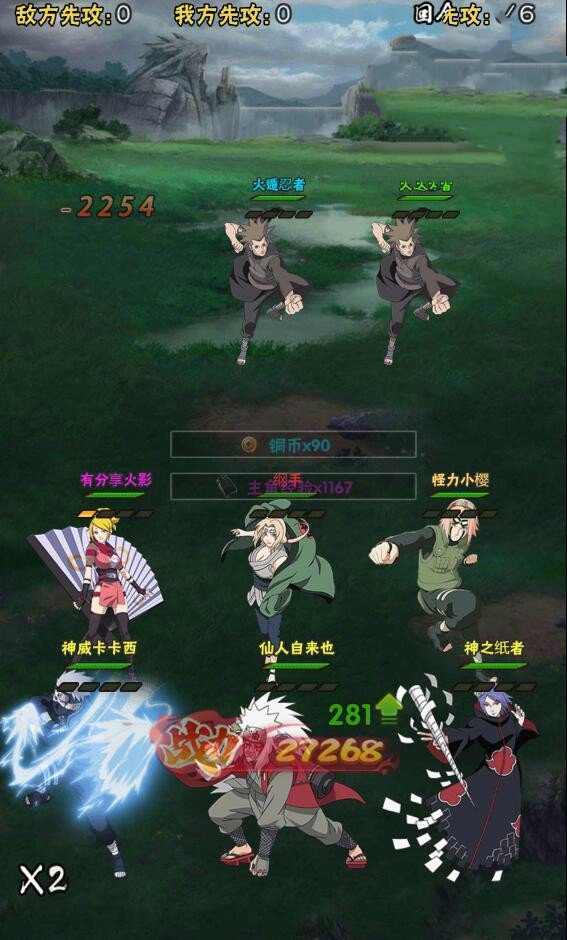 敌方先攻:0 我方先攻:0 /6
火遁忍者
-2254
铜币x90
有分享火影 纲手 怪力小樱
主角经验x1167
神威卡卡西 仙人自来也 神之纸者
281
战力 27268
X2